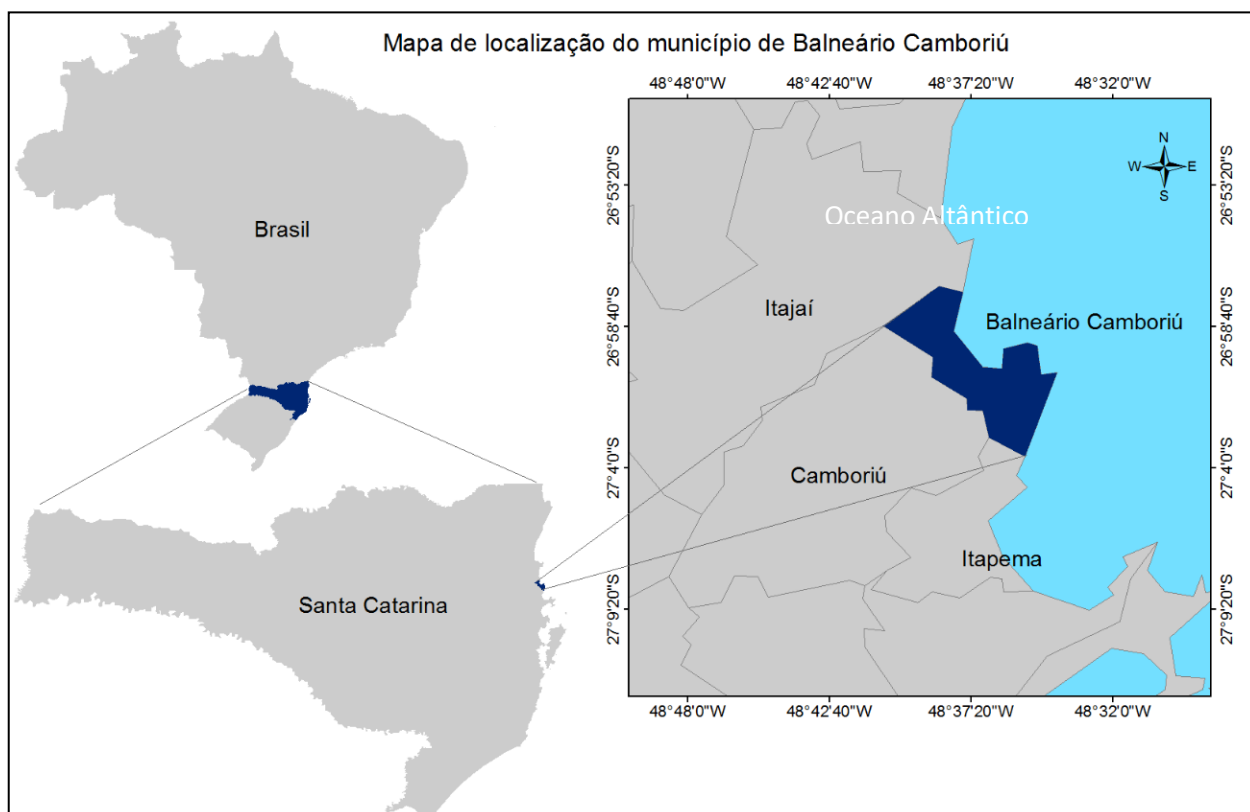 Mapa de localização do município de Balneário Camboriú
48°48'0"W 48°42'40"W 48°37'20"W 48°32'0"W
N
W E
S
26°53'20"S 26°53'20"S
Oceano Altântico
Brasil
Itajaí
Balneário Camboriú
26°58'40"S 26°58'40"S
27°4'0"S 27°4'0"S
Camboriú
Itapema
Santa Catarina
27°9'20"S 27°9'20"S
48°48'0"W 48°42'40"W 48°37'20"W 48°32'0"W